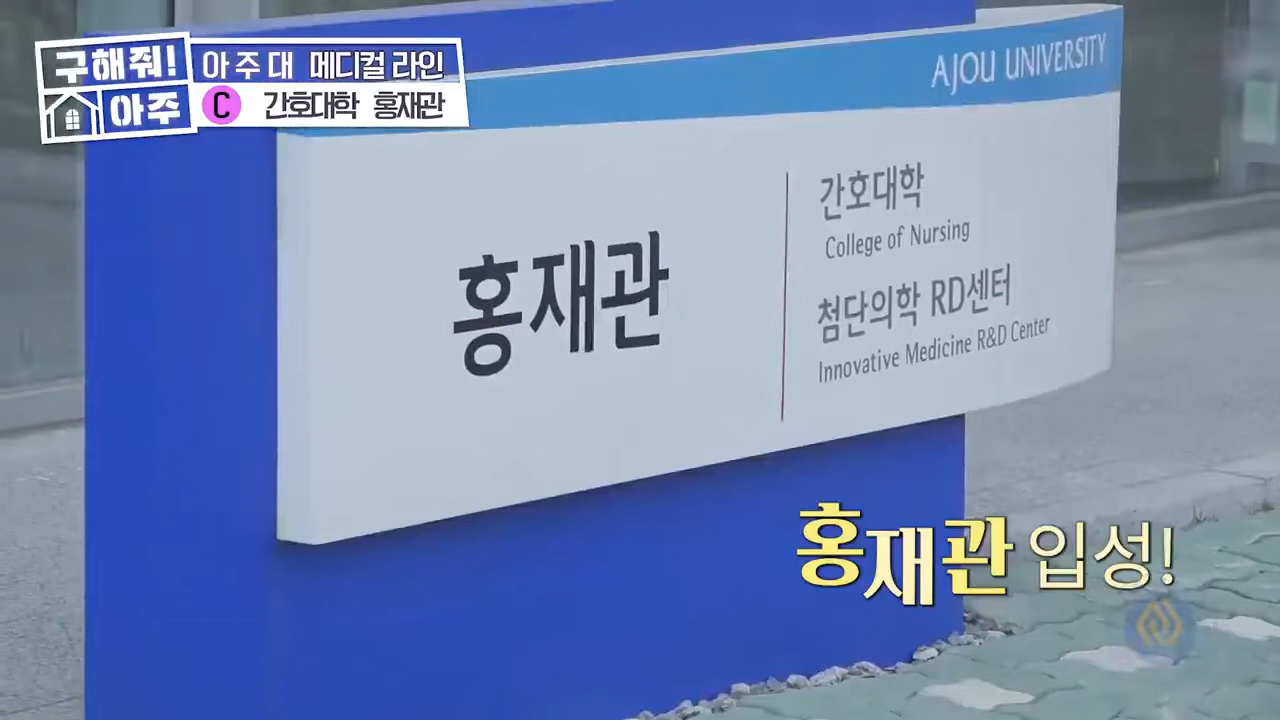 구해줘!
아주
아주대 메디컬 라인
C 간호대학 홍재관
AJOU UNIVERSITY
홍재관
간호대학
College of Nursing
첨단의학 RD센터
Innovative Medicine R&D Center
홍재관 입성!